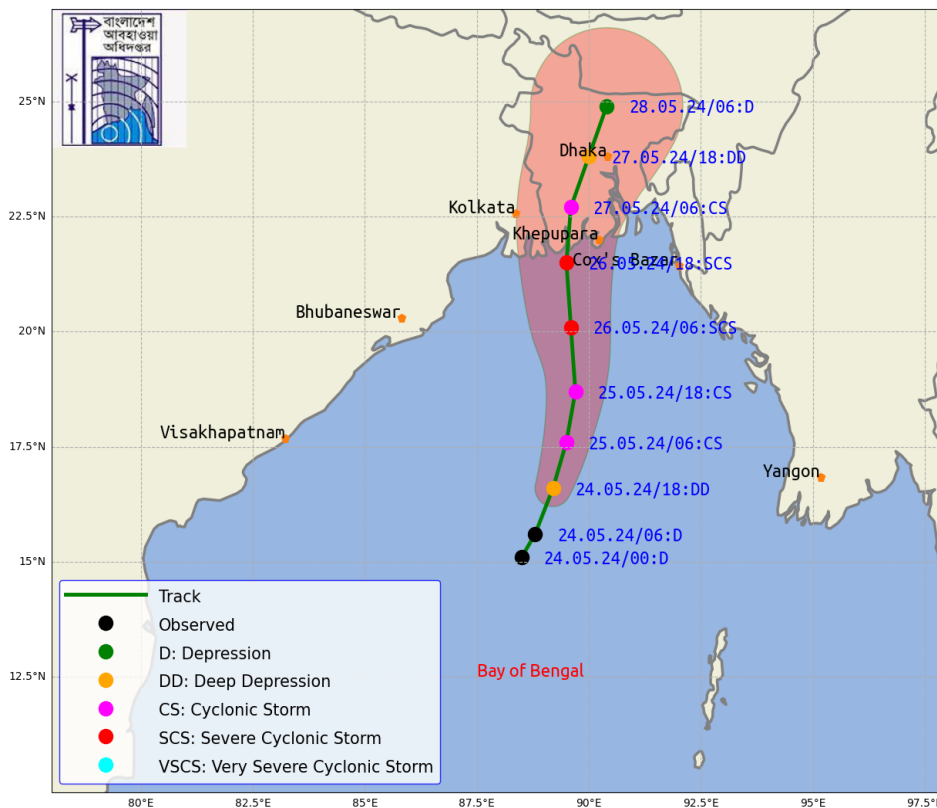 বাংলাদেশ
আবহাওয়া
অধিদপ্তর
25°N
28.05.24/06:D
Dhaka
27.05.24/18:DD
22.5°N
Kolkata
27.05.24/06:CS
Khepupara
Cox's Bazar
26.05.24/18:SCS
20°N
Bhubaneswar
26.05.24/06:SCS
25.05.24/18:CS
17.5°N
Visakhapatnam
25.05.24/06:CS
Yangon
24.05.24/18:DD
24.05.24/06:D
15°N
24.05.24/00:D
Track
Observed
D: Depression
12.5°N
Bay of Bengal
DD: Deep Depression
CS: Cyclonic Storm
SCS: Severe Cyclonic Storm
VSCS: Very Severe Cyclonic Storm
80°E 82.5°E 85°E 87.5°E 90°E 92.5°E 95°E 97.5°E